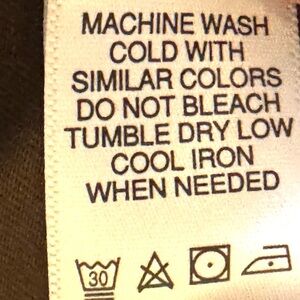 MACHINE WASH
COLD WITH
SIMILAR COLORS
DO NOT BLEACH
TUMBLE DRY LOW
COOL IRON
WHEN NEEDED
30